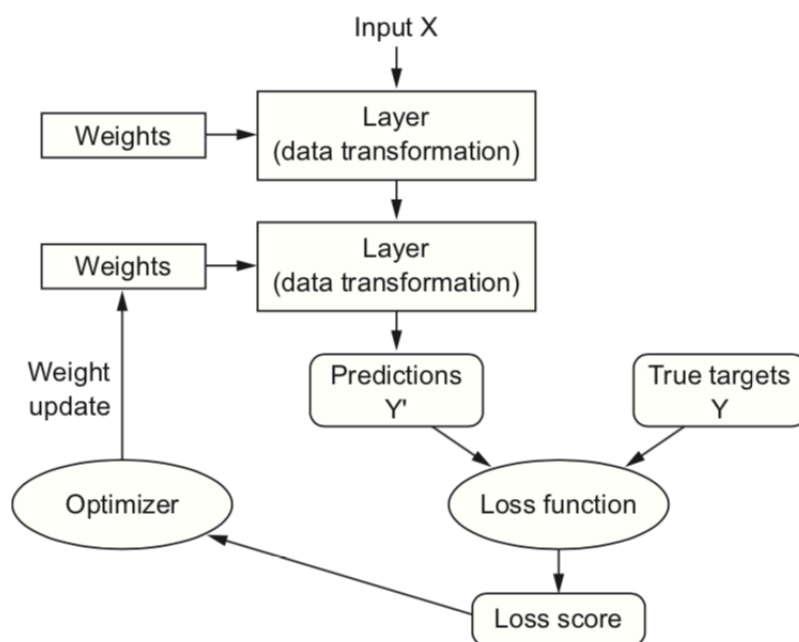 Input X
Weights
Layer
(data transformation)
Weights
Layer
(data transformation)
Weight
update
Predictions
Y'
True targets
Y
Optimizer
Loss function
Loss score